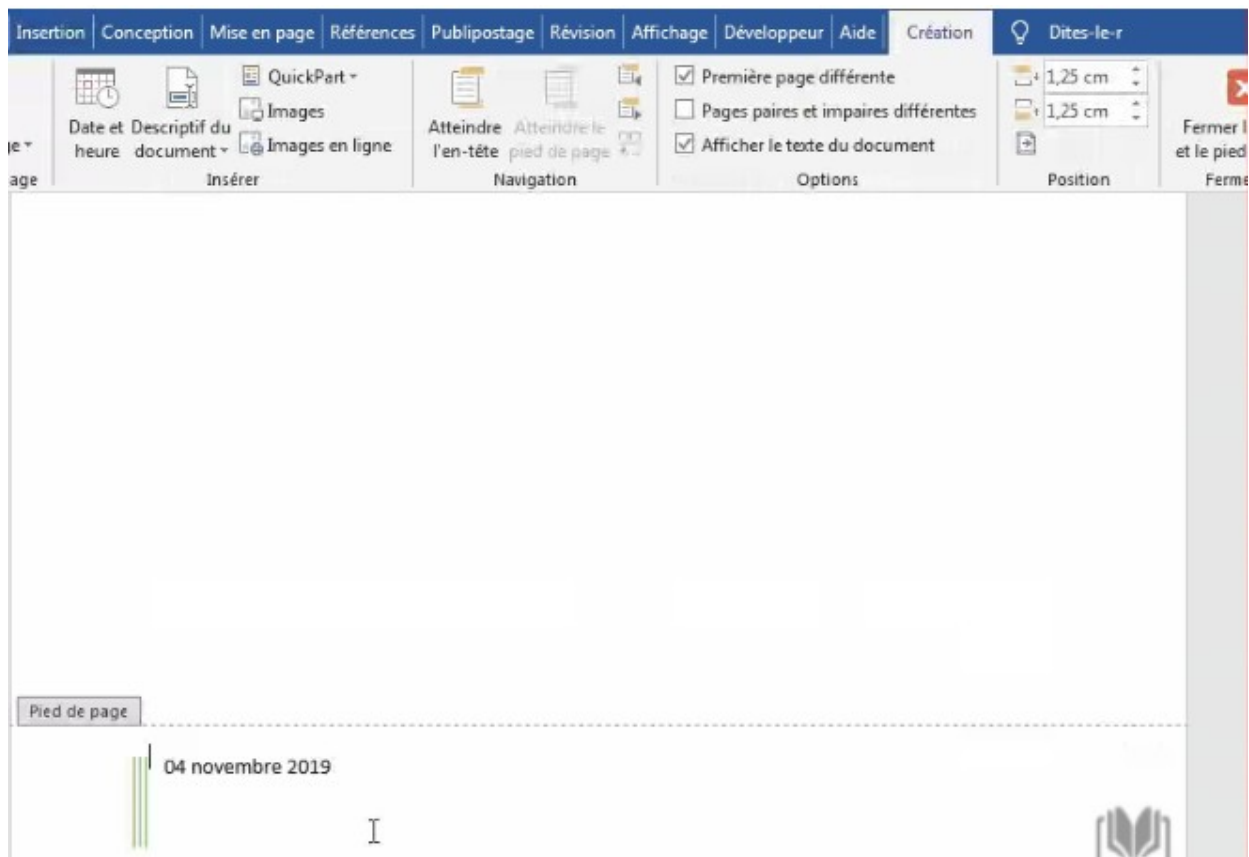 Insertion Conception Mise en page Références Publipostage Révision Affichage Développeur Aide Création Dites-le-r
QuickPart
Images
Images en ligne
Date et heure
Descriptif du document
Atteindre l'en-tête
Atteindre le pied de page
Première page différente
Pages paires et impaires différentes
Afficher le texte du document
1,25 cm
1,25 cm
Fermer l
et le pied
age
Insérer
Navigation
Options
Position
Ferme
Pied de page
04 novembre 2019